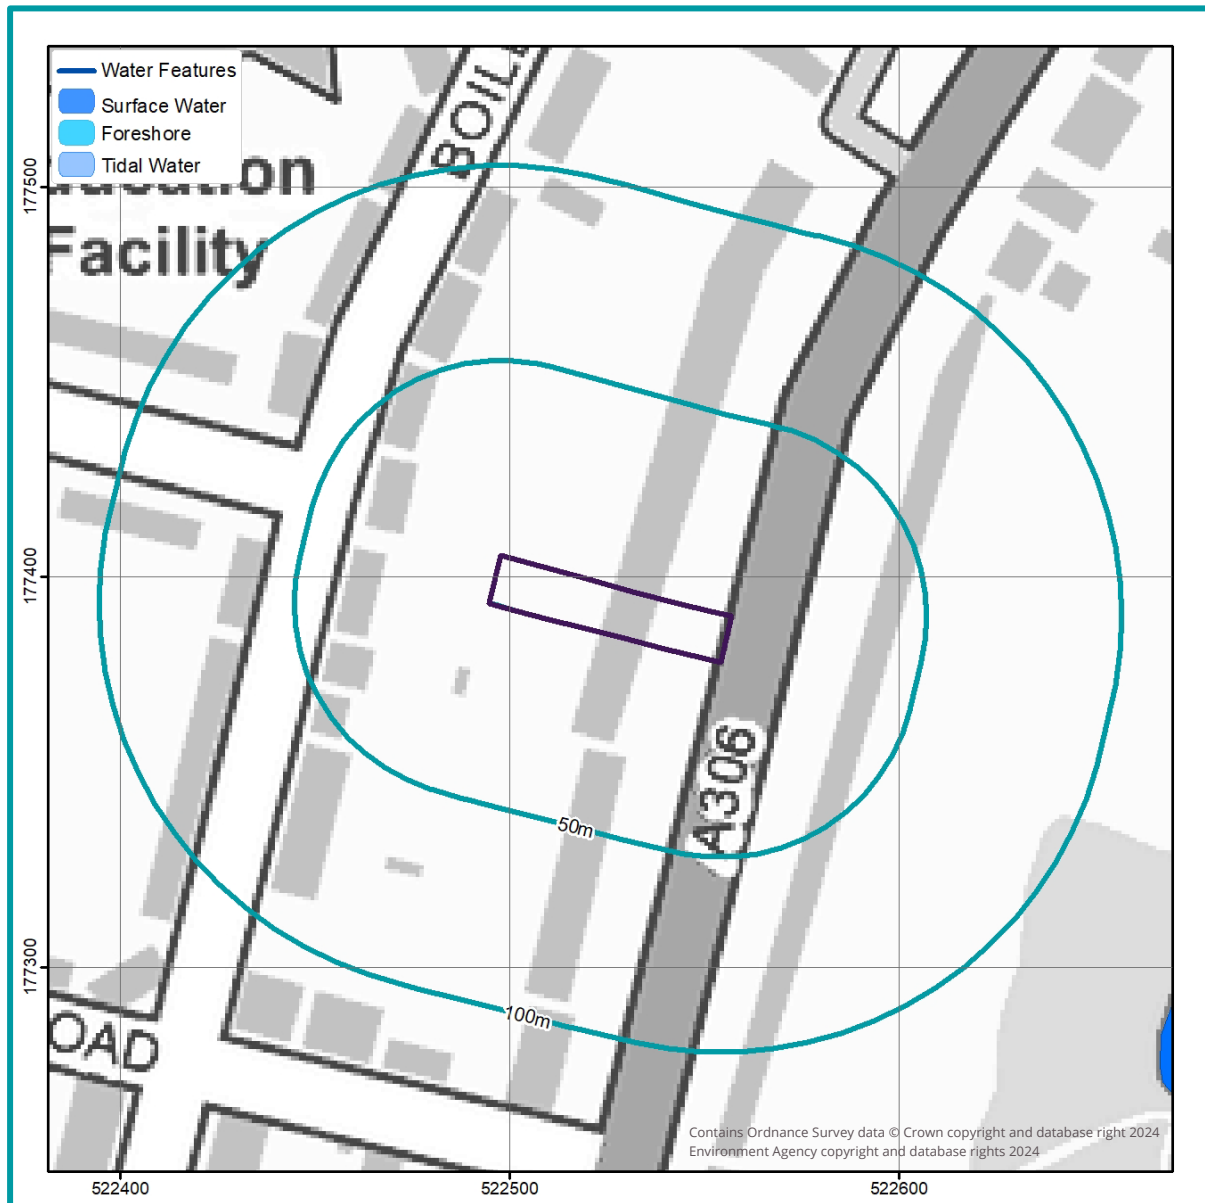 Water Features
Surface Water
Foreshore
Tidal Water
Facility
A306
50m
100m
OAD
177500
177400
177300
522400
522500
522600
Contains Ordnance Survey data © Crown copyright and database right 2024
Environment Agency copyright and database rights 2024